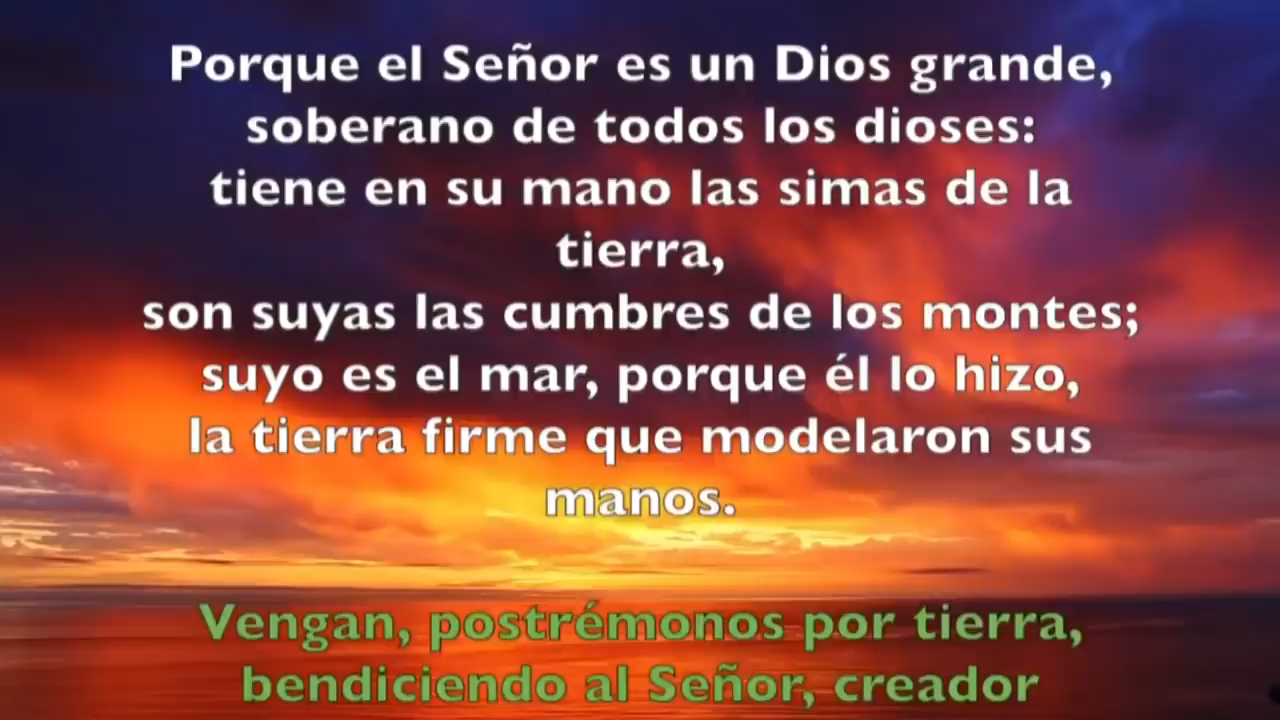 Porque el Señor es un Dios grande,
soberano de todos los dioses:
tiene en su mano las simas de la
tierra,
son suyas las cumbres de los montes;
suyo es el mar, porque él lo hizo,
la tierra firme que modelaron sus
manos.
Vengan, postrémonos por tierra,
bendiciendo al Señor, creador